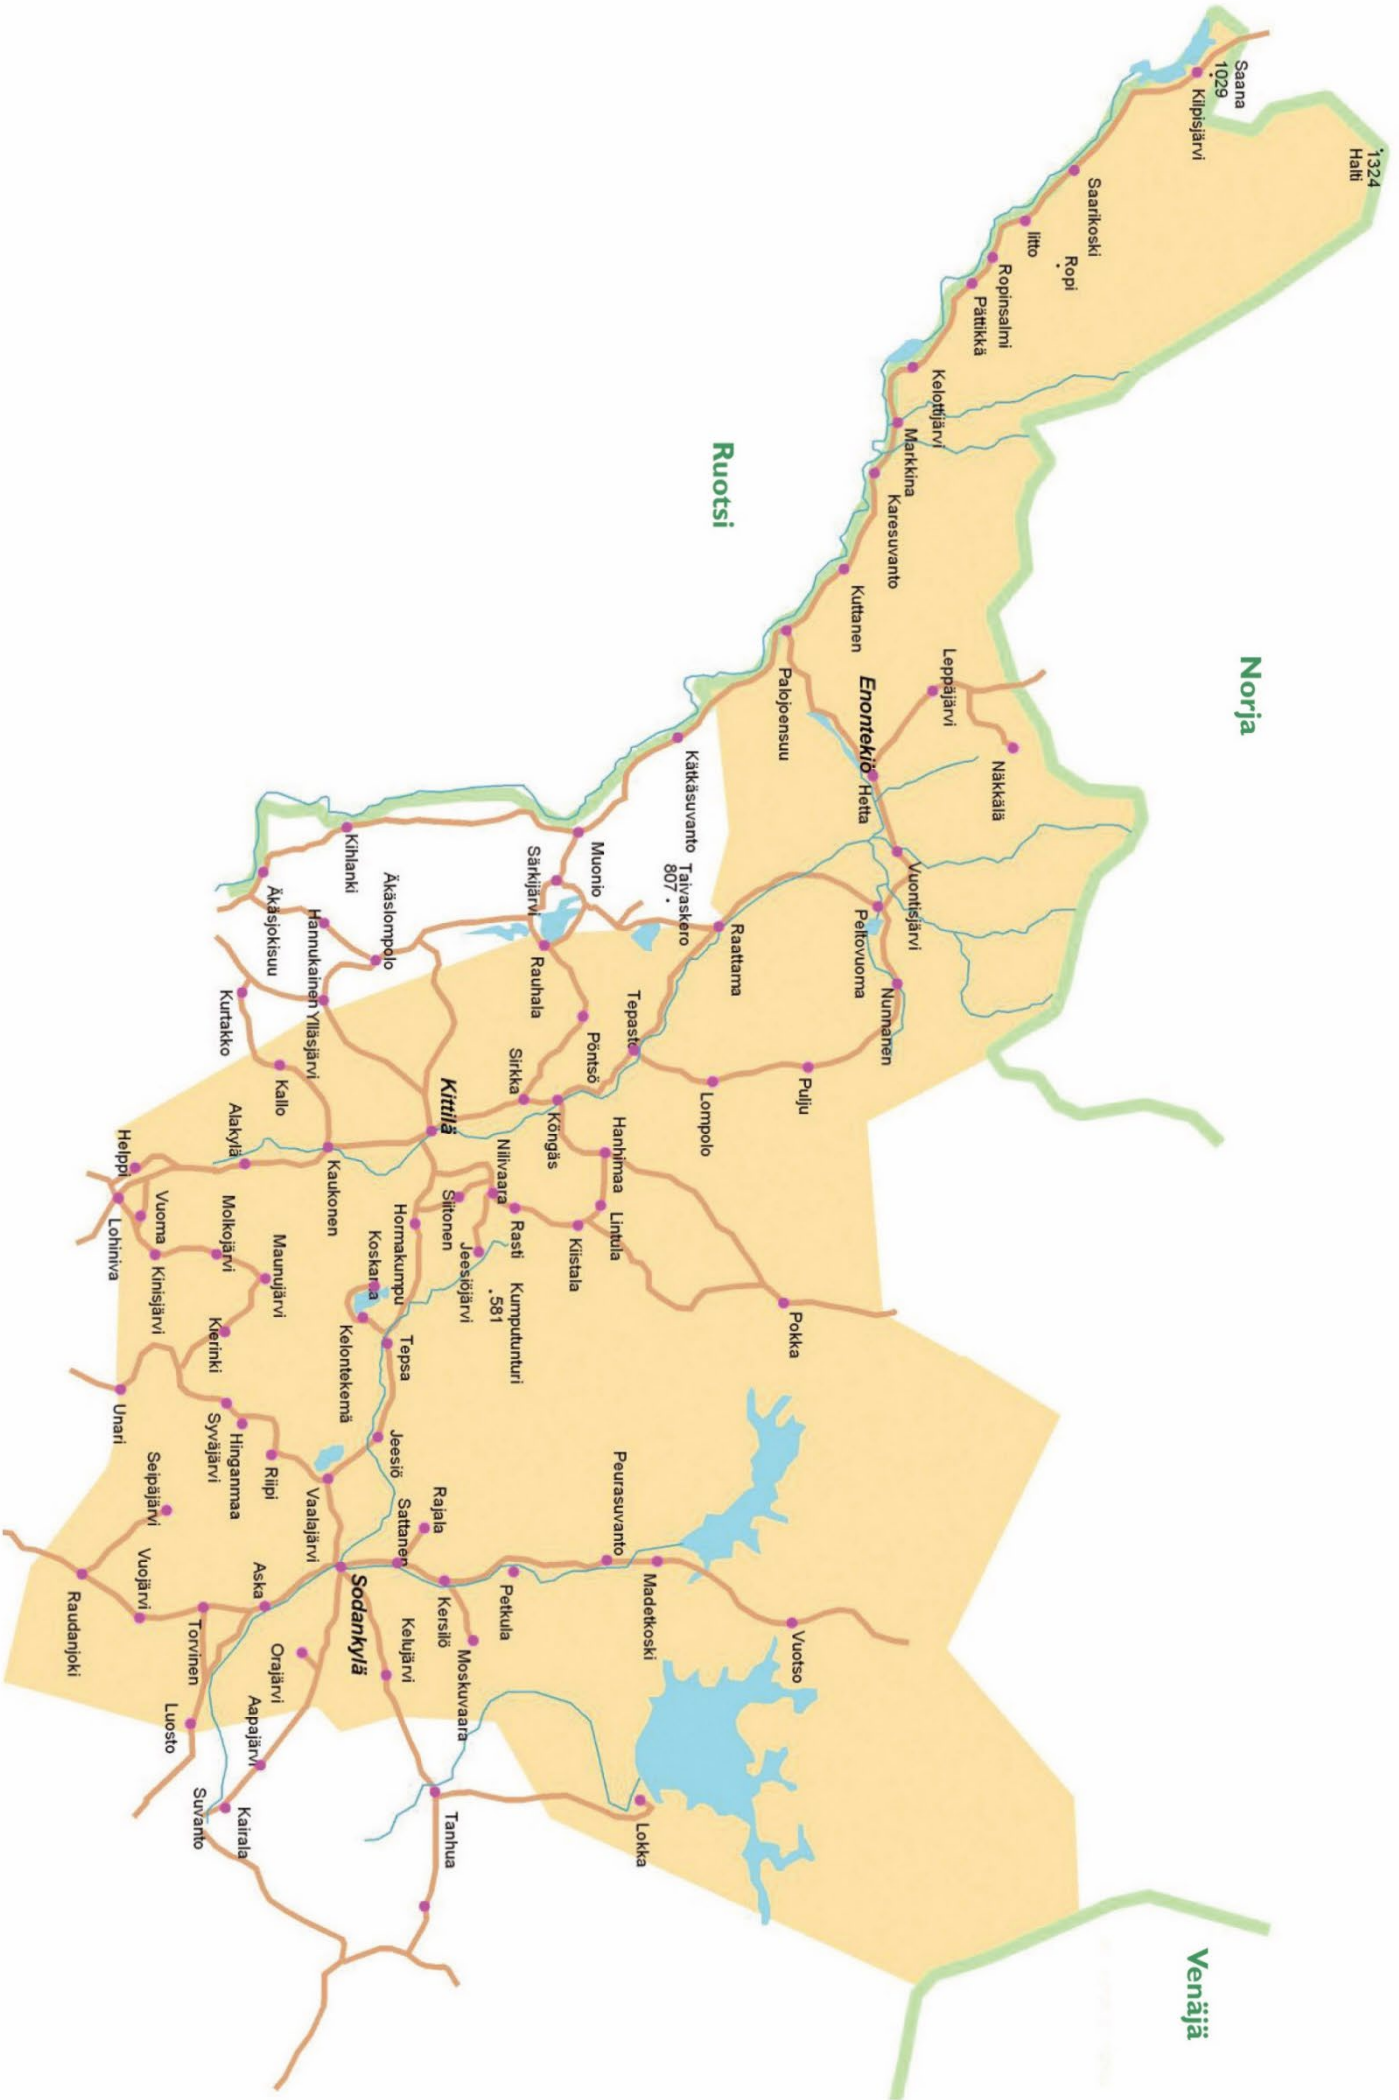 Norja
Ruotsi
Venäjä
1324
Halti
Saana
1029
Kilpisjärvi
Saarikoski
Iitto
Ropi
Ropinsalmi
Pättikkä
Kelottijärvi
Markkina
Karesuvanto
Kuttanen
Palojoensuu
Leppäjärvi
Näkkälä
Enontekiö
Hetta
Vuontisjärvi
Peltovuoma
Nunnanen
Kätkäsuvanto
Taivaskero
807
Raattama
Muonio
Särkijärvi
Rauhala
Pöntsö
Tepasto
Pulju
Lompolo
Kihlanki
Äkäslompolo
Äkäsjokisuu
Hannukainen
Ylläsjärvi
Kurtakko
Kallo
Sirkka
Köngäs
Hanhimaa
Kittilä
Nilivaara
Siitonen
Rasti
Lintula
Kiistala
Jeesiöjärvi
Kumputunturi
581
Pokka
Alakylä
Kaukonen
Helppi
Vuoma
Lohiniva
Molkojärvi
Kinisjärvi
Maunujärvi
Kierinki
Hormakumpu
Koskama
Kelontekemä
Tepsa
Jeesiö
Unari
Syväjärvi
Hinganmaa
Riipi
Vaalajärvi
Seipäjärvi
Vuojärvi
Raudanjoki
Aska
Torvinen
Rajala
Sattanen
Sodankylä
Kersilö
Petkula
Peurasuvanto
Madetkoski
Vuotso
Moskuvaara
Kelujärvi
Orajärvi
Aapajärvi
Luosto
Suvanto
Kairala
Tanhua
Lokka